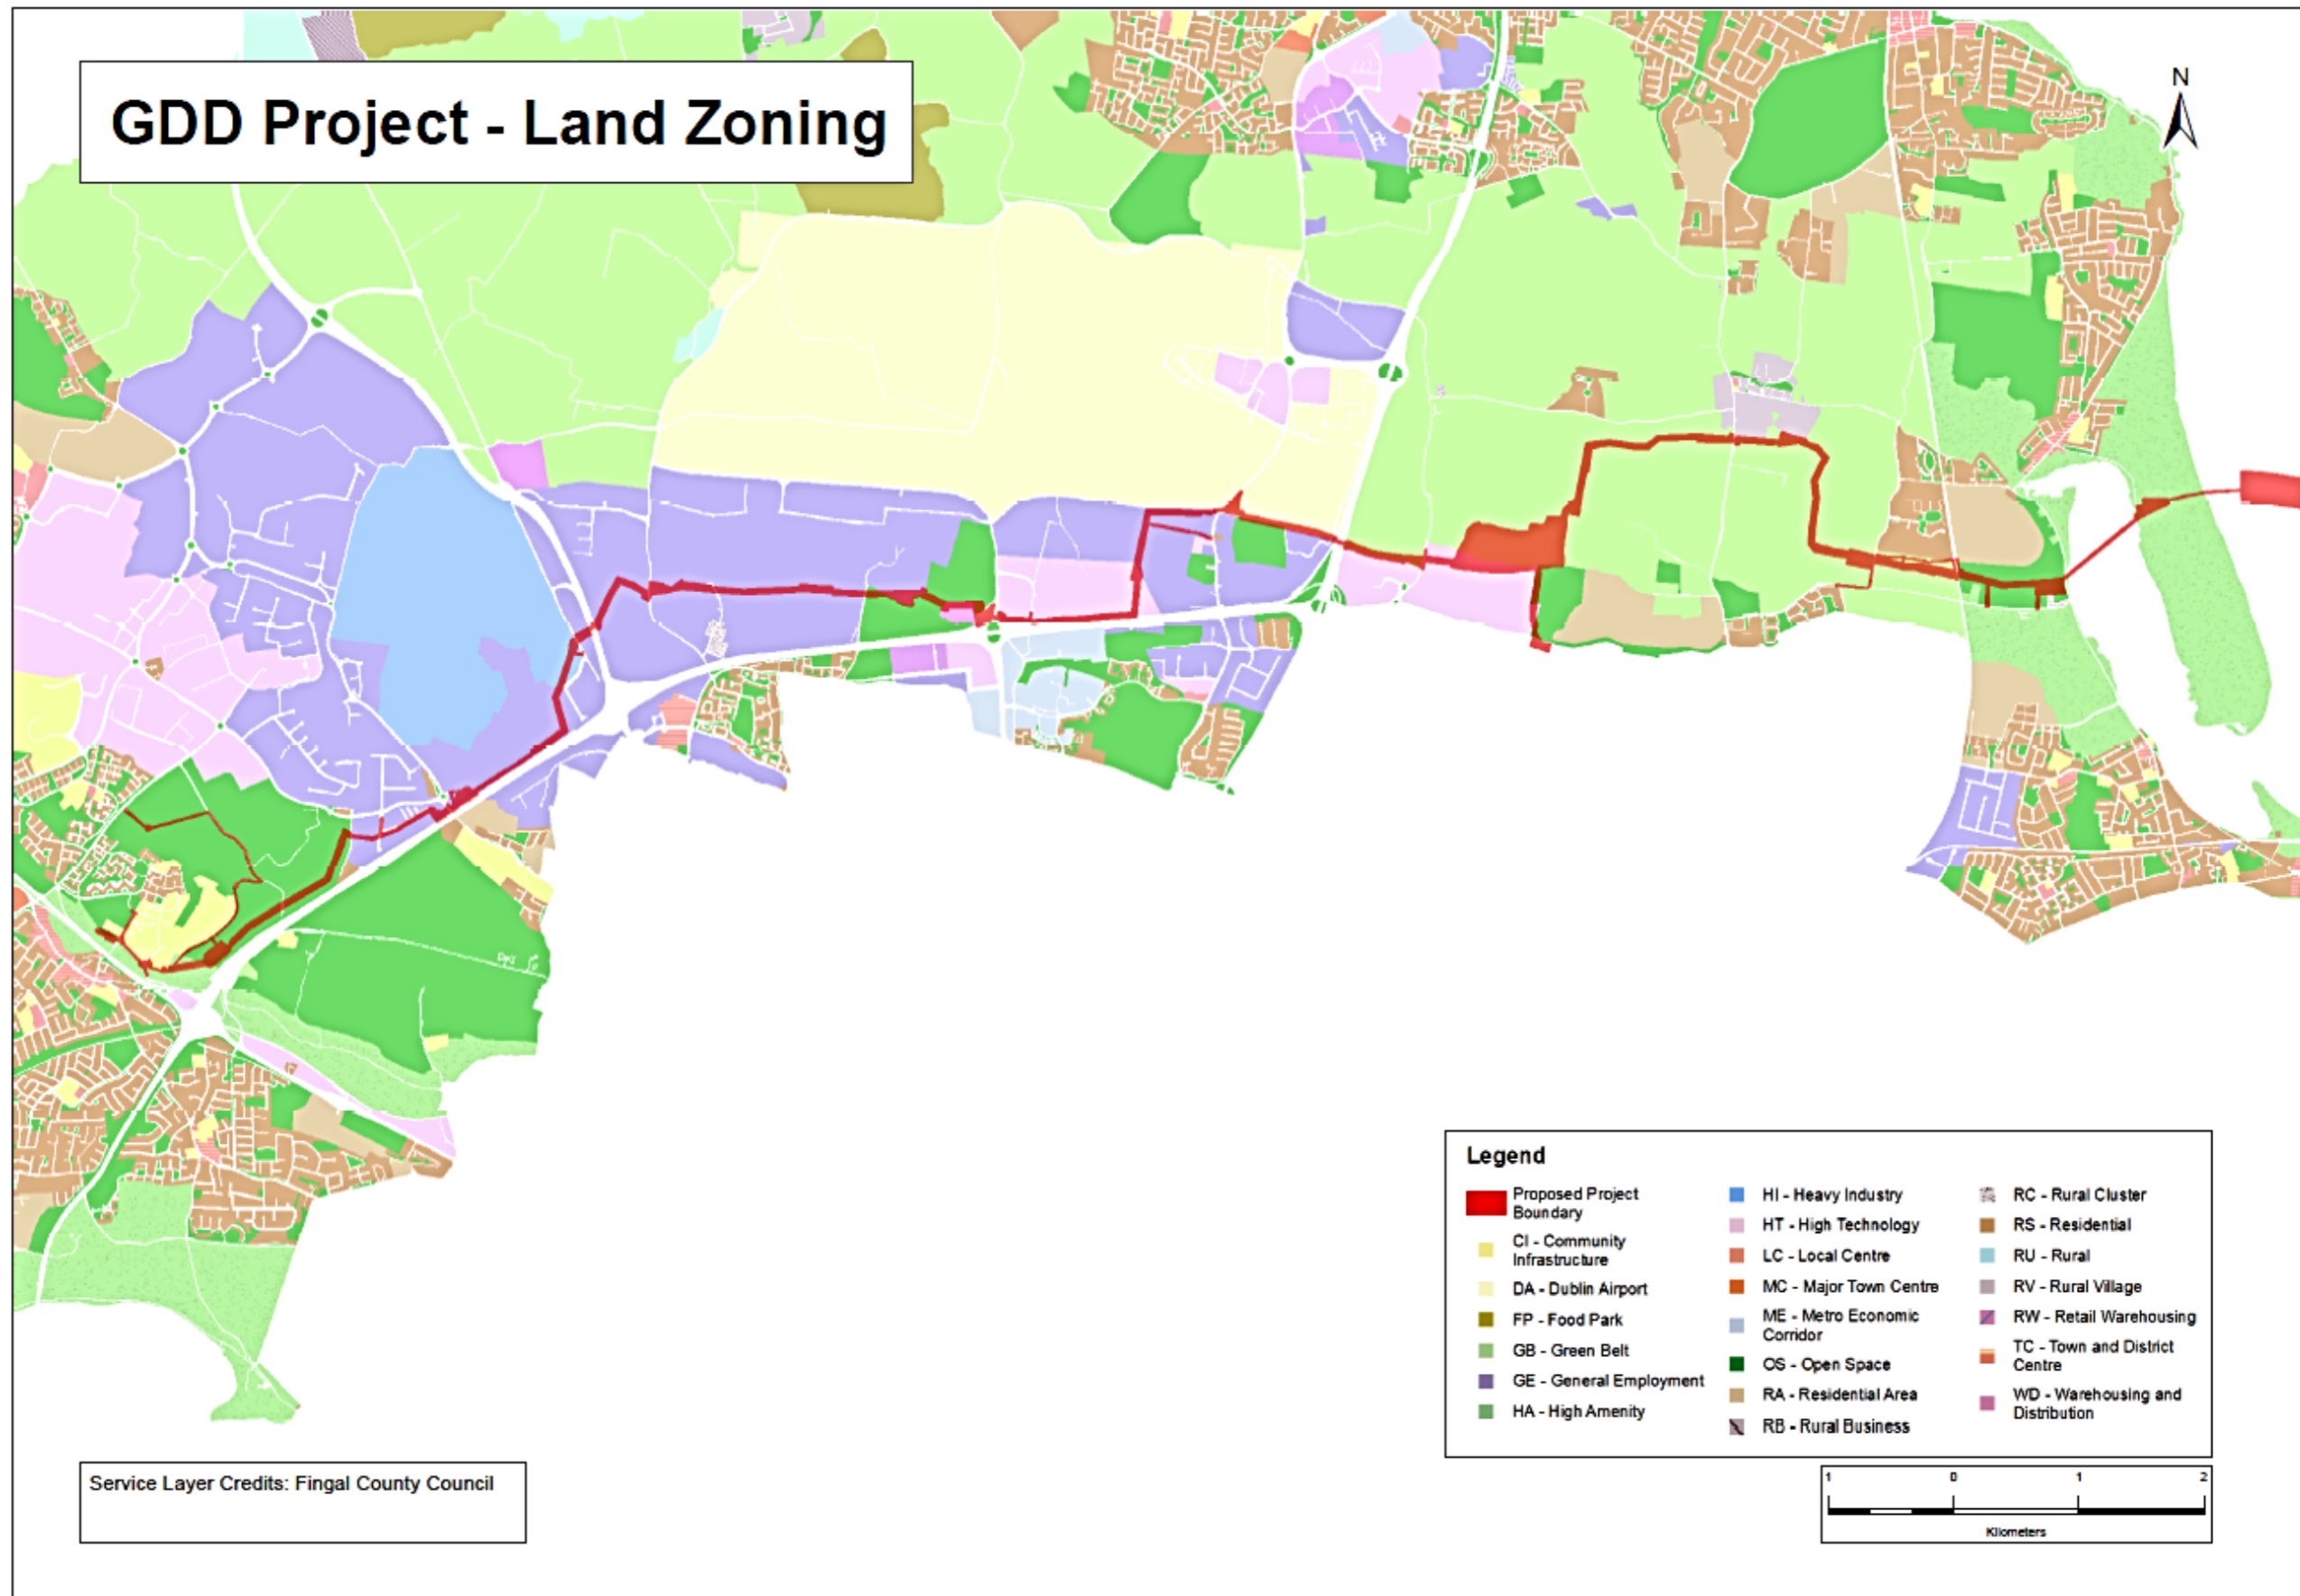 GDD Project - Land Zoning
N
Legend
Proposed Project
Boundary
CI - Community
Infrastructure
DA - Dublin Airport
FP - Food Park
GB - Green Belt
GE - General Employment
HA - High Amenity
HI - Heavy Industry
HT - High Technology
LC - Local Centre
MC - Major Town Centre
ME - Metro Economic
Corridor
OS - Open Space
RA - Residential Area
RB - Rural Business
RC - Rural Cluster
RS - Residential
RU - Rural
RV - Rural Village
RW - Retail Warehousing
TC - Town and District
Centre
WD - Warehousing and
Distribution
1 0 1 2
Kilometers
Service Layer Credits: Fingal County Council